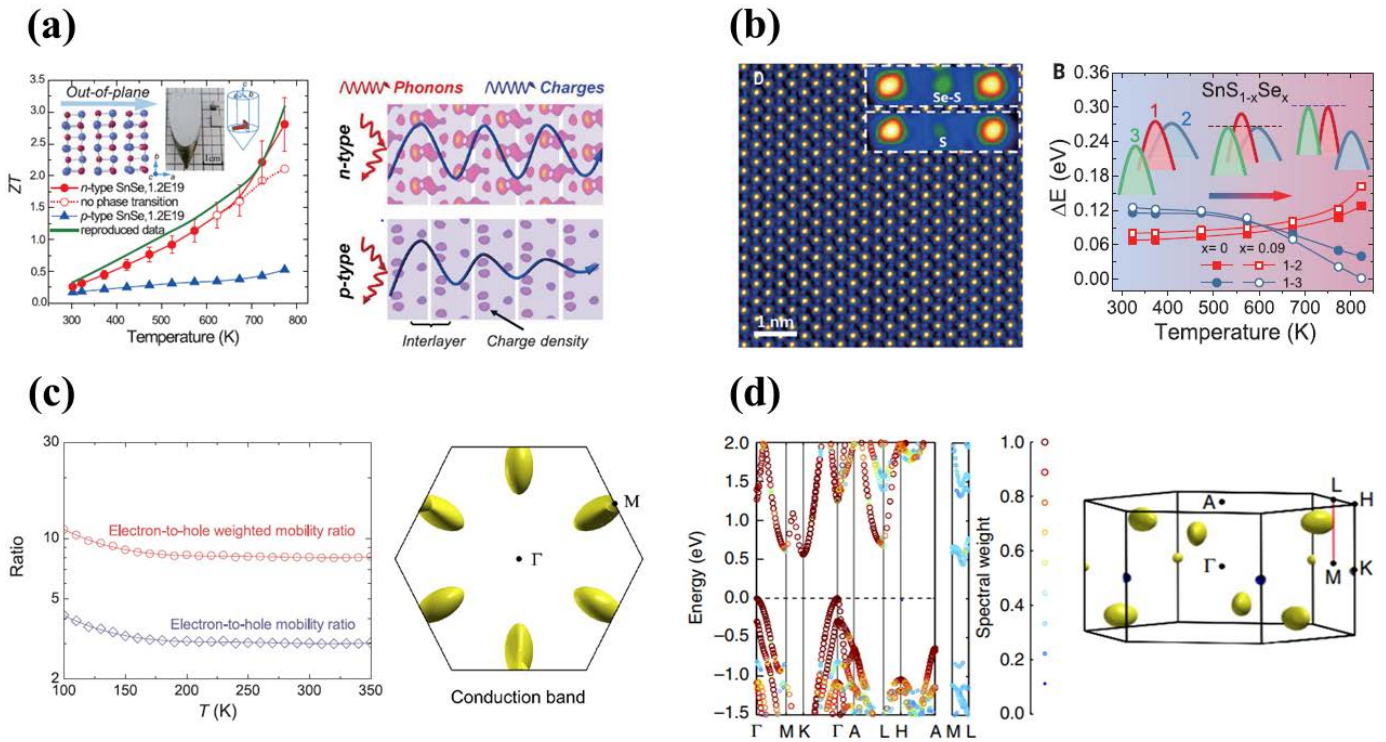 (a)
ZT
3.5
3.0
2.5
2.0
1.5
1.0
0.5
0.0
Out-of-plane
1cm
n-type SnSe,1.2E19
no phase transition
p-type SnSe,1.2E19
reproduced data
300 400 500 600 700 800
Temperature (K)
Phonons
Charges
n-type
p-type
Interlayer
Charge density
(b)
Se-S
S
1 nm
B
ΔE (eV)
0.36
0.30
0.24
0.18
0.12
0.06
0.00
SnS1-xSex
1
2
3
x= 0 x= 0.09
1-2
1-3
300 400 500 600 700 800
Temperature (K)
(c)
Ratio
30
10
5
2
Electron-to-hole weighted mobility ratio
Electron-to-hole mobility ratio
100 150 200 250 300 350
T (K)
M
Γ
Conduction band
(d)
Energy (eV)
2.0
1.5
1.0
0.5
0.0
−0.5
−1.0
−1.5
Γ M K Γ A L H A M L
Spectral weight
1.0
0.8
0.6
0.4
0.2
0.0
L
H
A
Γ
M
K